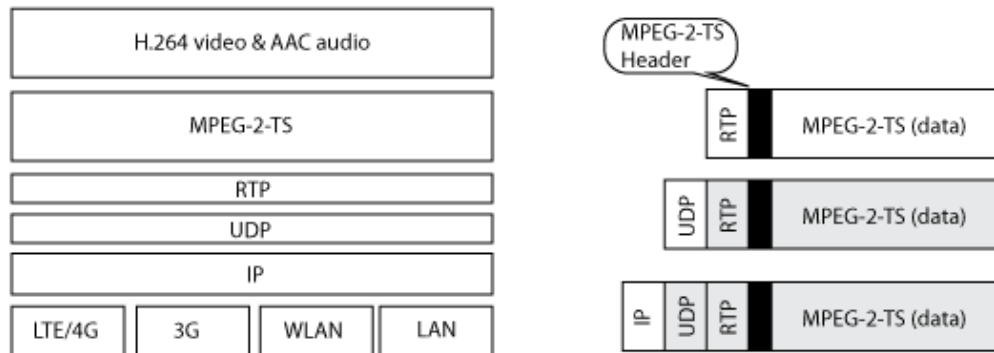 H.264 video & AAC audio
MPEG-2-TS
RTP
UDP
IP
LTE/4G
3G
WLAN
LAN
MPEG-2-TS
Header
RTP
MPEG-2-TS (data)
UDP
RTP
MPEG-2-TS (data)
IP
UDP
RTP
MPEG-2-TS (data)